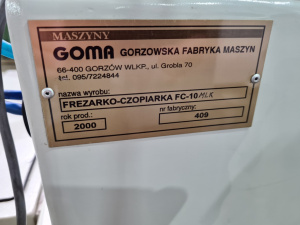 MASZYNY
GOMA GORZOWSKA FABRYKA MASZYN
66-400 GORZÓW WLKP., ul. Grobla 70
tel. 095/7224844
nazwa wyrobu:
FREZARKO-CZOPIARKA FC-10 MLK
rok prod.: nr fabryczny:
2000 409